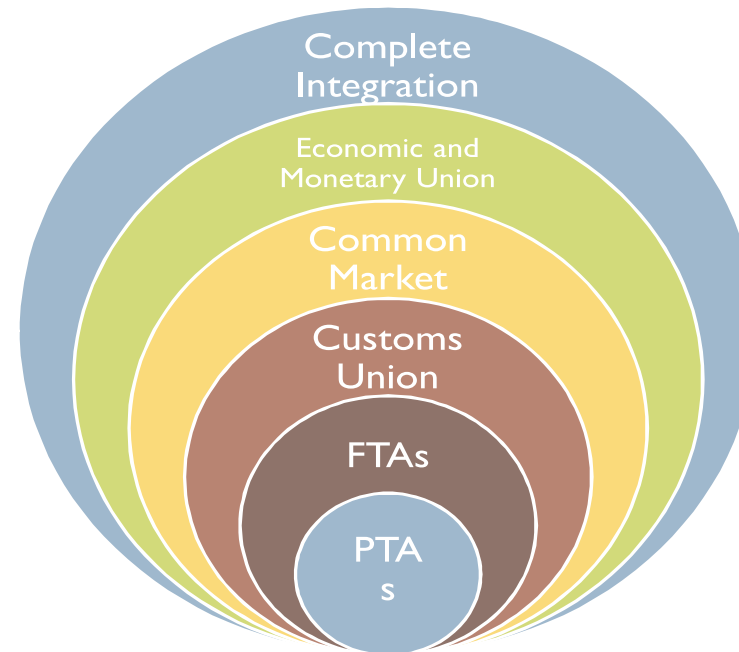 Complete
Integration
Economic and
Monetary Union
Common
Market
Customs
Union
FTAs
PTA
s